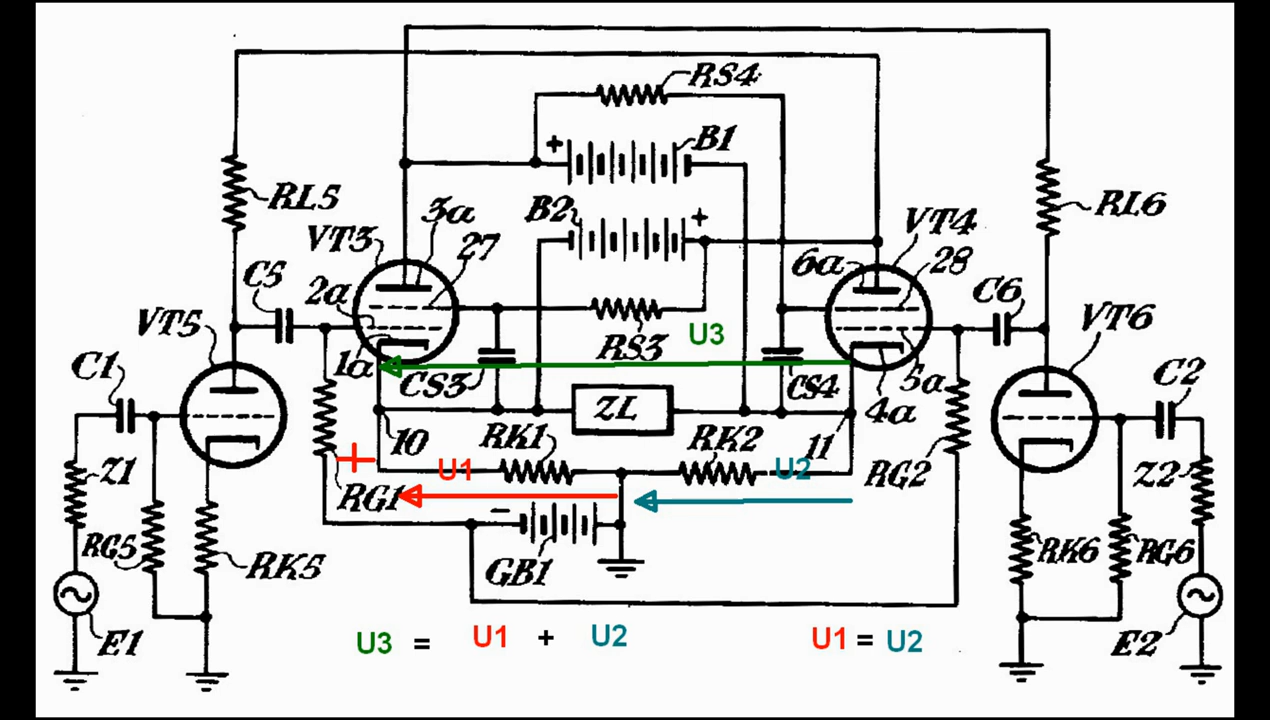 RS4
B1
+
B2
+
RL5
3a
VT3
27
VT4
6a
28
RL6
C5
2a
C6
VT5
VT6
RS3
U3
1a
CS3
CS4
4a
5a
C1
C2
ZL
10
RK1
RK2
11
Z1
+
U1
U2
RG1
RG2
Z2
−
GB1
RG5
RK5
RK6
RG6
E1
E2
U3 = U1 + U2
U1 = U2